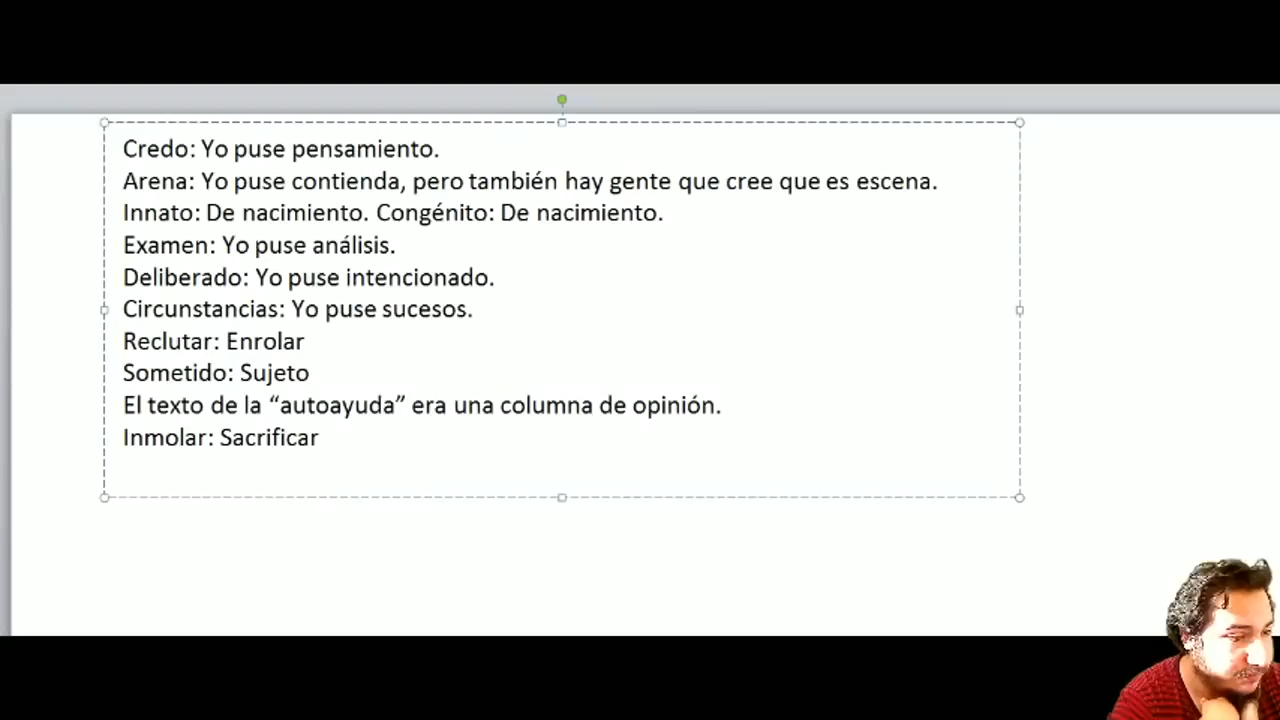 Credo: Yo puse pensamiento.
Arena: Yo puse contienda, pero también hay gente que cree que es escena.
Innato: De nacimiento. Congénito: De nacimiento.
Examen: Yo puse análisis.
Deliberado: Yo puse intencionado.
Circunstancias: Yo puse sucesos.
Reclutar: Enrolar
Sometido: Sujeto
El texto de la “autoayuda” era una columna de opinión.
Inmolar: Sacrificar